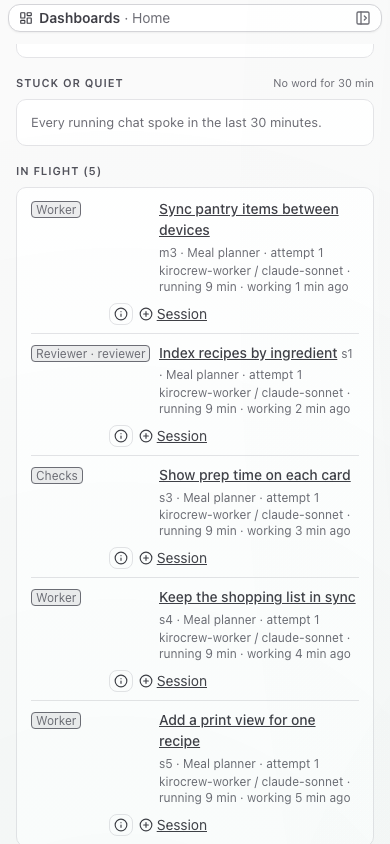 Dashboards · Home
STUCK OR QUIET
No word for 30 min
Every running chat spoke in the last 30 minutes.
IN FLIGHT (5)
Worker
Sync pantry items between
devices
m3 · Meal planner · attempt 1
kirocrew-worker / claude-sonnet ·
running 9 min · working 1 min ago
Session
Reviewer · reviewer
Index recipes by ingredient s1
· Meal planner · attempt 1
kirocrew-worker / claude-sonnet ·
running 9 min · working 2 min ago
Session
Checks
Show prep time on each card
s3 · Meal planner · attempt 1
kirocrew-worker / claude-sonnet ·
running 9 min · working 3 min ago
Session
Worker
Keep the shopping list in sync
s4 · Meal planner · attempt 1
kirocrew-worker / claude-sonnet ·
running 9 min · working 4 min ago
Session
Worker
Add a print view for one
recipe
s5 · Meal planner · attempt 1
kirocrew-worker / claude-sonnet ·
running 9 min · working 5 min ago
Session